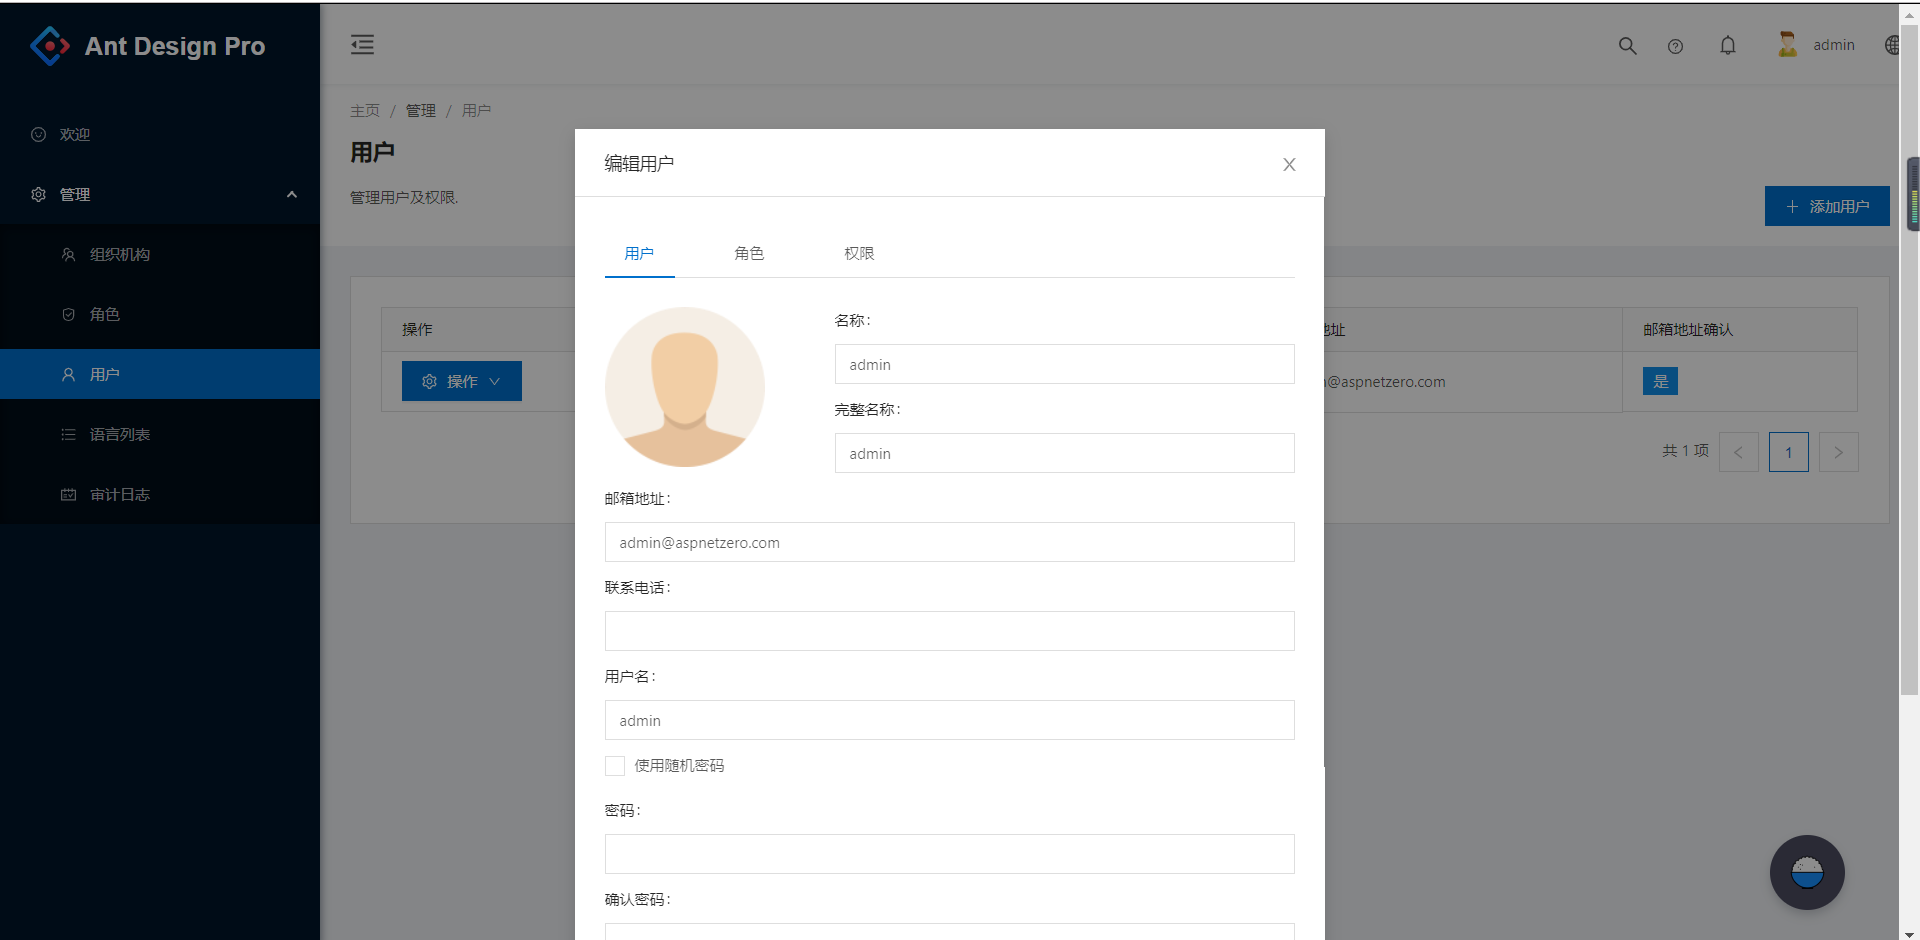 Ant Design Pro
欢迎
管理
组织机构
角色
用户
语言列表
审计日志
admin
主页 / 管理 / 用户
用户
管理用户及权限.
添加用户
操作
地址
邮箱地址确认
操作
@aspnetzero.com
是
共 1 项
1
编辑用户
用户
角色
权限
名称:
admin
完整名称:
admin
邮箱地址:
admin@aspnetzero.com
联系电话:
用户名:
admin
使用随机密码
密码:
确认密码: